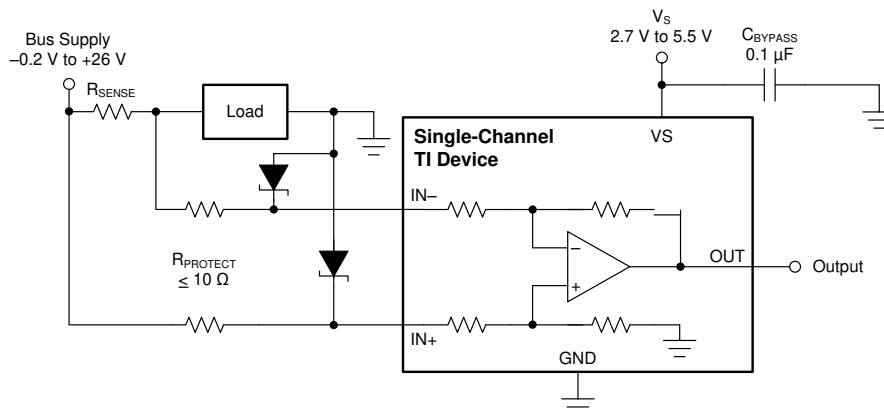 Bus Supply
–0.2 V to +26 V
RSENSE
Load
VS
2.7 V to 5.5 V
CBYPASS
0.1 µF
Single-Channel
TI Device
VS
IN–
RPROTECT
≤ 10 Ω
–
+
OUT
Output
IN+
GND